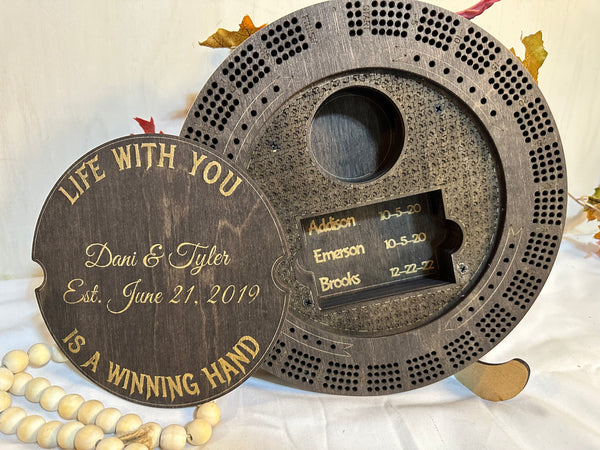 LIFE WITH YOU
Dani & Tyler
Est. June 21, 2019
IS A WINNING HAND
Addison 10-5-20
Emerson 10-5-20
Brooks 12-22-22